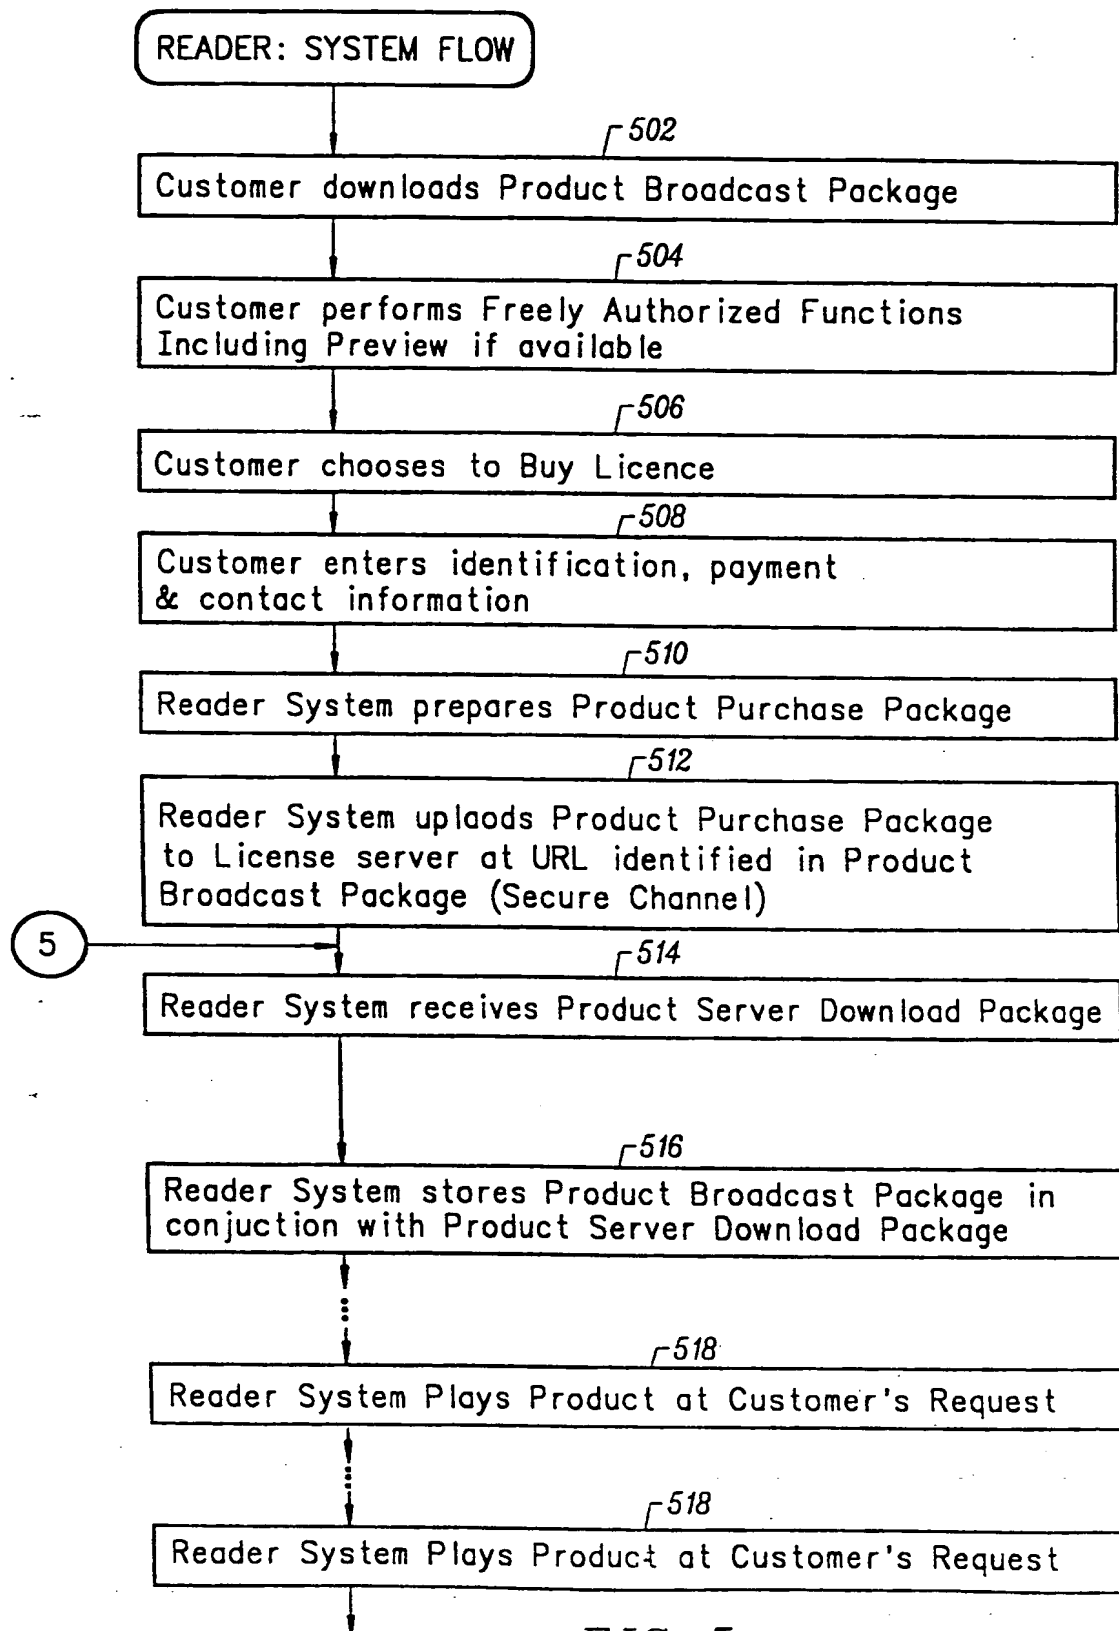 READER: SYSTEM FLOW
502
Customer downloads Product Broadcast Package
504
Customer performs Freely Authorized Functions
Including Preview if available
506
Customer chooses to Buy Licence
508
Customer enters identification, payment
& contact information
510
Reader System prepares Product Purchase Package
512
Reader System uplaods Product Purchase Package
to License server at URL identified in Product
Broadcast Package (Secure Channel)
5
514
Reader System receives Product Server Download Package
516
Reader System stores Product Broadcast Package in
conjuction with Product Server Download Package
518
Reader System Plays Product at Customer's Request
518
Reader System Plays Product at Customer's Request